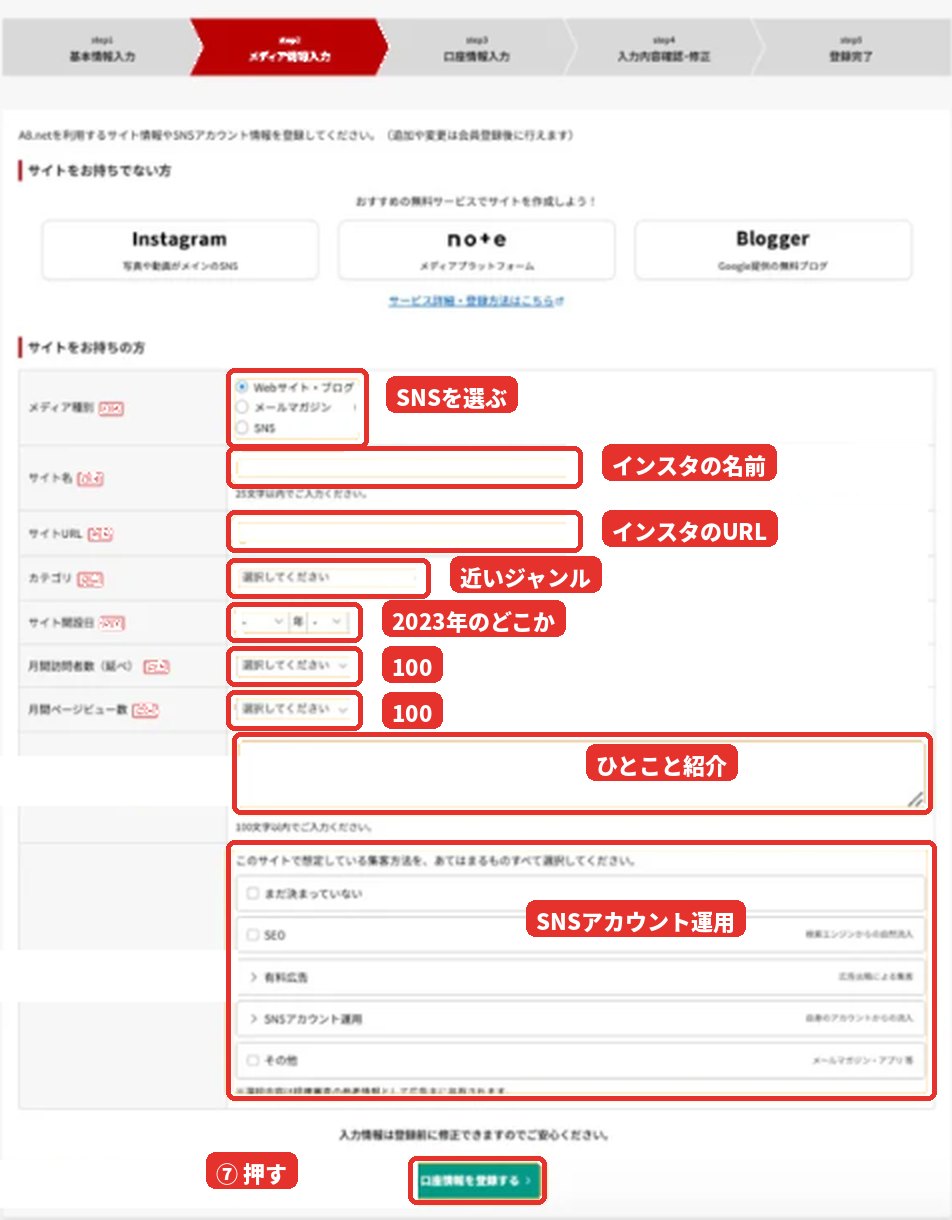 step1
基本情報入力
step2
メディア情報入力
step3
口座情報入力
step4
入力内容確認・修正
step5
登録完了
A8.netを利用するサイト情報やSNSアカウント情報を登録してください。（追加や変更は会員登録後に行えます）
サイトをお持ちでない方
おすすめの無料サービスでサイトを作成しよう！
Instagram
写真や動画がメインのSNS
note
メディアプラットフォーム
Blogger
Google提供の無料ブログ
サービス詳細・登録方法はこちら
サイトをお持ちの方
メディア種別
Webサイト・ブログ
メールマガジン
SNS
SNSを選ぶ
サイト名
インスタの名前
25文字以内でご入力ください。
サイトURL
インスタのURL
カテゴリ
選択してください
近いジャンル
サイト開設日
- 年 -
2023年のどこか
月間訪問者数（延べ）
選択してください
100
月間ページビュー数
選択してください
100
ひとこと紹介
100文字以内でご入力ください。
このサイトで想定している集客方法を、あてはまるものすべて選択してください。
まだ決まっていない
SNSアカウント運用
SEO
検索エンジンからの自然流入
有料広告
広告出稿による集客
SNSアカウント運用
自身のアカウントからの流入
その他
メールマガジン・アプリ等
入力情報は登録前に修正できますのでご安心ください。
⑦ 押す
口座情報を登録する